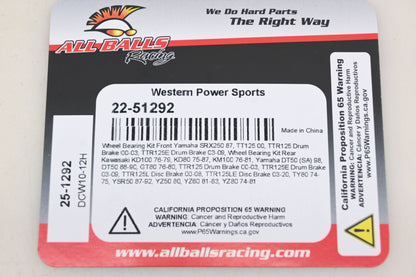 We Do Hard Parts
The Right Way
ALL BALLS
Racing
Western Power Sports
22-51292
Made in China
Wheel Bearing Kit Front Yamaha SRX250 87, TT125 00, TTR125 Drum
Brake 00-03, TTR125E Drum Brake 03-09, Wheel Bearing Kit Rear
Kawasaki KD100 76-79, KD80 75-87, KM100 76-81, Yamaha DT50 (SA) 88,
DT50 88-90, GT80 76-80, TTR125 Drum Brake 00-03, TTR125E Drum Brake
03-09, TTR125L Disc Brake 00-08, TTR125LE Disc Brake 03-20, TY80 74-
75, YSR50 87-92, YZ50 80, YZ60 81-83, YZ80 74-81
CALIFORNIA PROPOSITION 65 WARNING
WARNING: Cancer and Reproductive Harm
ADVERTENCIA: Cáncer y Daños Reproductivos
www.P65Warnings.ca.gov
www.allballsracing.com
25-1292
DGW10-12H
California Proposition 65 Warning
WARNING: Cancer and Reproductive Harm
ADVERTENCIA: Cáncer y Daños Reproductivos
www.P65Warnings.ca.gov